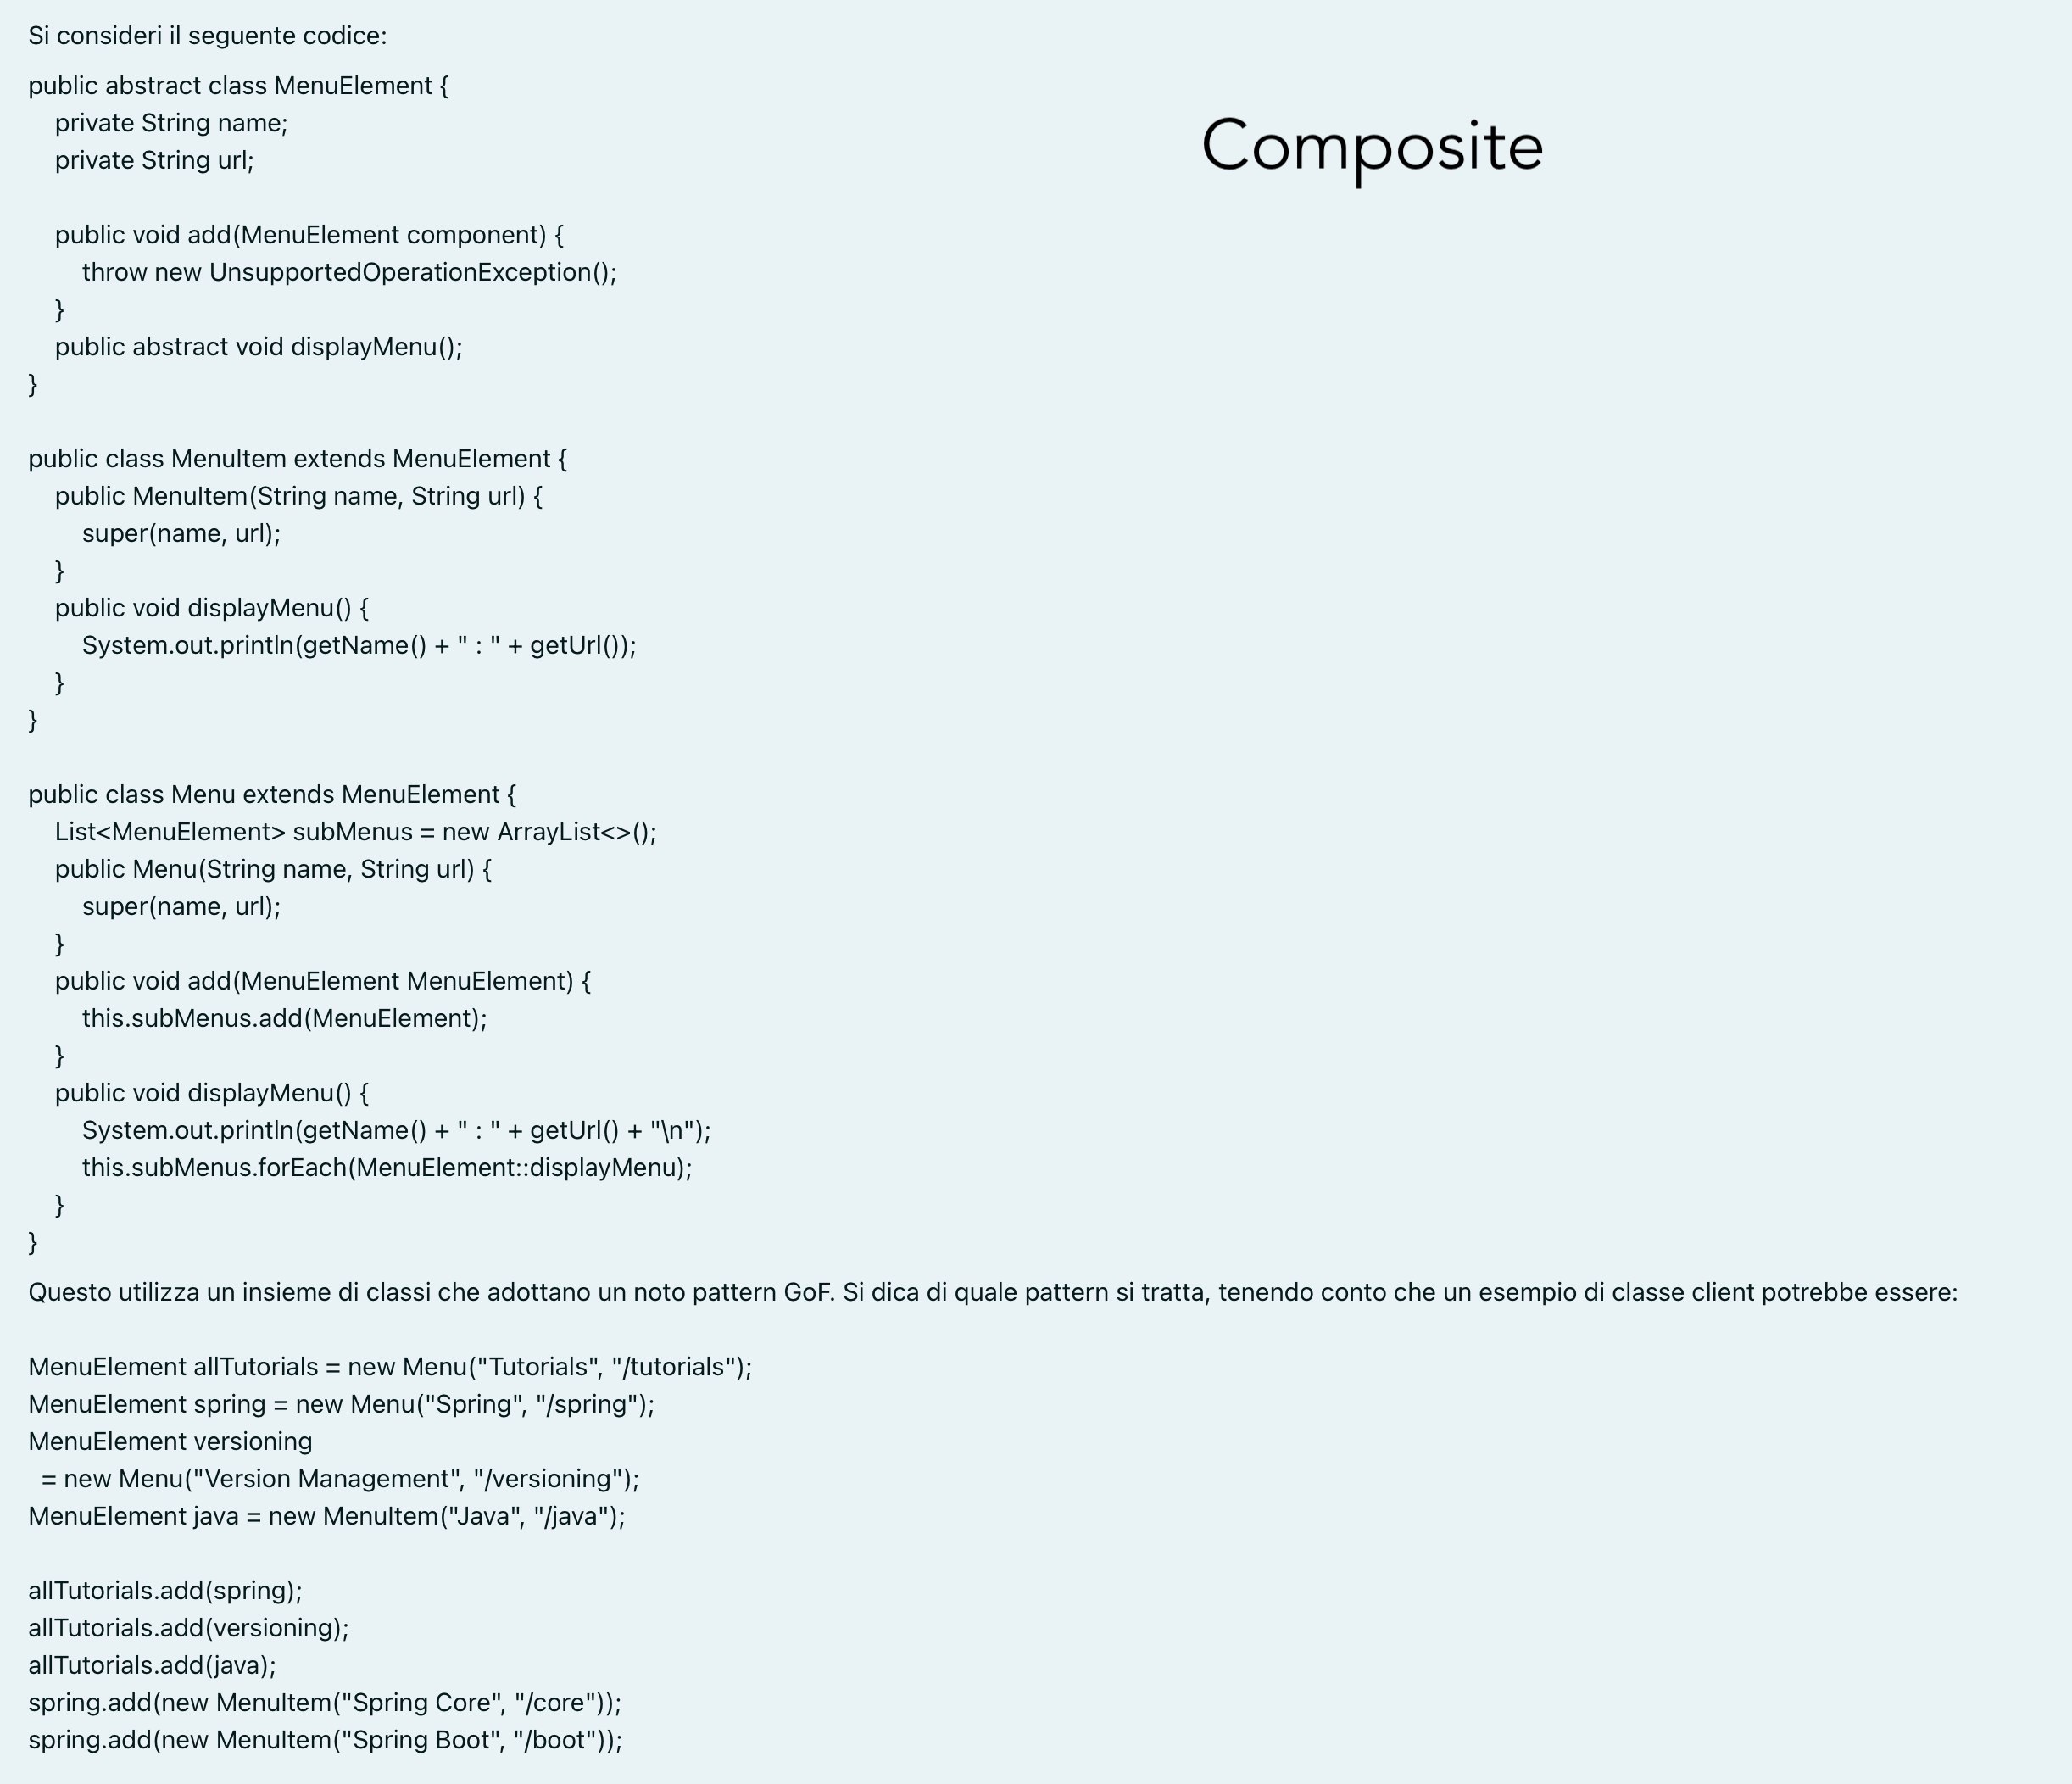 Si consideri il seguente codice:
public abstract class MenuElement {
    private String name;
    private String url;
Composite
    public void add(MenuElement component) {
        throw new UnsupportedOperationException();
    }
    public abstract void displayMenu();
}
public class MenuItem extends MenuElement {
    public MenuItem(String name, String url) {
        super(name, url);
    }
    public void displayMenu() {
        System.out.println(getName() + " : " + getUrl());
    }
}
public class Menu extends MenuElement {
    List<MenuElement> subMenus = new ArrayList<>();
    public Menu(String name, String url) {
        super(name, url);
    }
    public void add(MenuElement MenuElement) {
        this.subMenus.add(MenuElement);
    }
    public void displayMenu() {
        System.out.println(getName() + " : " + getUrl() + "\n");
        this.subMenus.forEach(MenuElement::displayMenu);
    }
}
Questo utilizza un insieme di classi che adottano un noto pattern GoF. Si dica di quale pattern si tratta, tenendo conto che un esempio di classe client potrebbe essere:
MenuElement allTutorials = new Menu("Tutorials", "/tutorials");
MenuElement spring = new Menu("Spring", "/spring");
MenuElement versioning
  = new Menu("Version Management", "/versioning");
MenuElement java = new MenuItem("Java", "/java");
allTutorials.add(spring);
allTutorials.add(versioning);
allTutorials.add(java);
spring.add(new MenuItem("Spring Core", "/core"));
spring.add(new MenuItem("Spring Boot", "/boot"));